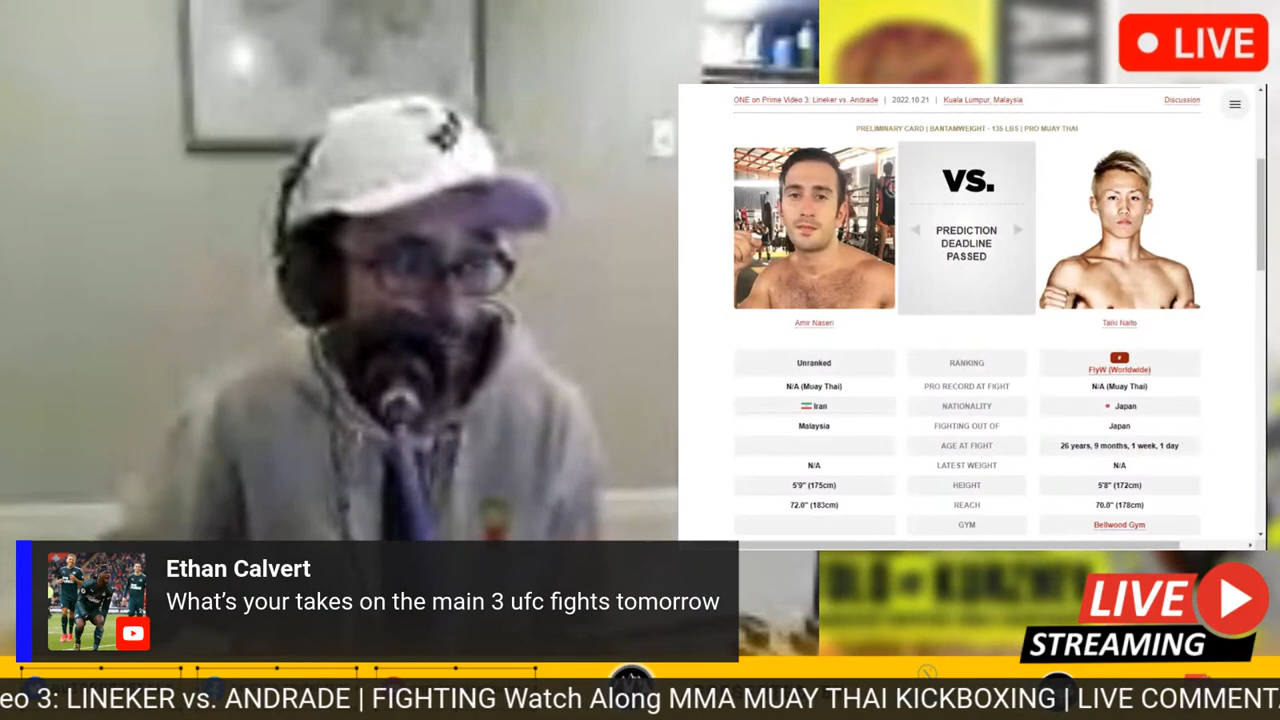 LIVE
ONE on Prime Video 3: Lineker vs. Andrade | 2022.10.21 | Kuala Lumpur, Malaysia
Discussion
PRELIMINARY CARD | BANTAMWEIGHT · 135 LBS | PRO MUAY THAI
VS.
PREDICTION
DEADLINE
PASSED
Amir Naseri
Taiki Naito
Unranked RANKING FlyW (Worldwide)
N/A (Muay Thai) PRO RECORD AT FIGHT N/A (Muay Thai)
Iran NATIONALITY Japan
Malaysia FIGHTING OUT OF Japan
AGE AT FIGHT 26 years, 9 months, 1 week, 1 day
N/A LATEST WEIGHT N/A
5'9" (175cm) HEIGHT 5'8" (172cm)
72.0" (183cm) REACH 70.0" (178cm)
GYM Bellwood Gym
Ethan Calvert
What’s your takes on the main 3 ufc fights tomorrow
LIVE
STREAMING
eo 3: LINEKER vs. ANDRADE | FIGHTING Watch Along MMA MUAY THAI KICKBOXING | LIVE COMMENT